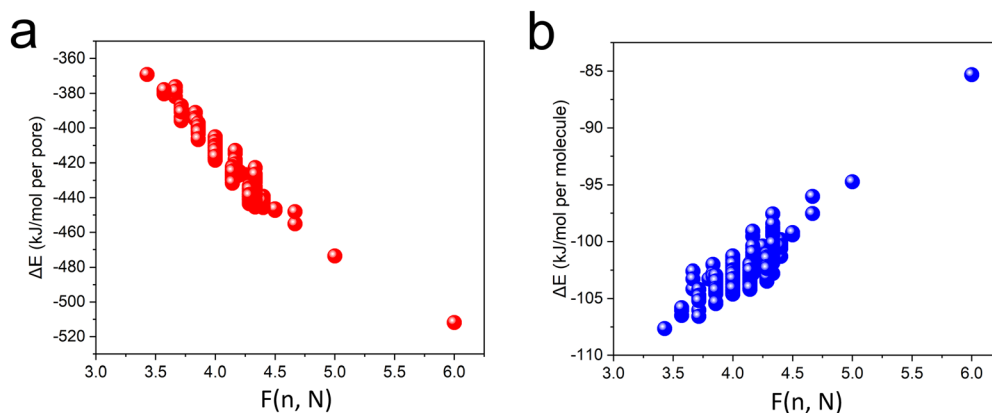 a
-360
-380
-400
-420
-440
-460
-480
-500
-520
ΔE (kJ/mol per pore)
3.0 3.5 4.0 4.5 5.0 5.5 6.0
F(n, N)
b
-85
-90
-95
-100
-105
-110
ΔE (kJ/mol per molecule)
3.0 3.5 4.0 4.5 5.0 5.5 6.0
F(n, N)